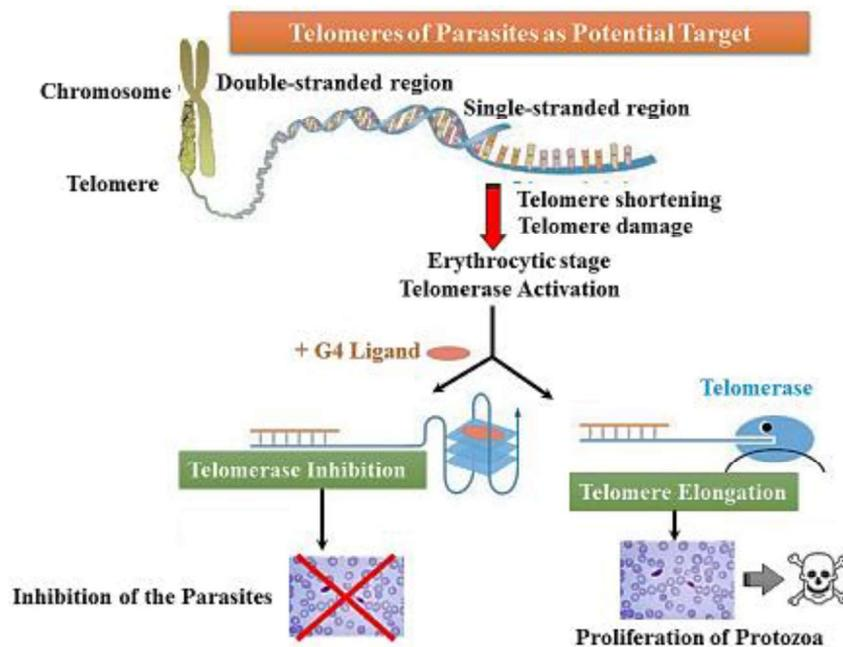 Telomeres of Parasites as Potential Target
Double-stranded region
Chromosome
Single-stranded region
Telomere
Telomere shortening
Telomere damage
Erythrocytic stage
Telomerase Activation
+ G4 Ligand
Telomerase
Telomerase Inhibition
Telomere Elongation
Inhibition of the Parasites
Proliferation of Protozoa